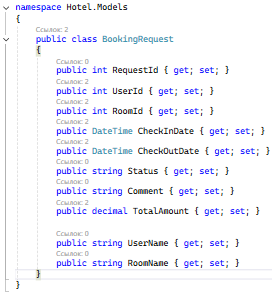 namespace Hotel.Models
{
Ссылок: 2
public class BookingRequest
{
Ссылок: 0
public int RequestId { get; set; }
Ссылок: 2
public int UserId { get; set; }
Ссылок: 2
public int RoomId { get; set; }
Ссылок: 2
public DateTime CheckInDate { get; set; }
Ссылок: 2
public DateTime CheckOutDate { get; set; }
Ссылок: 0
public string Status { get; set; }
Ссылок: 0
public string Comment { get; set; }
Ссылок: 2
public decimal TotalAmount { get; set; }
Ссылок: 0
public string UserName { get; set; }
Ссылок: 0
public string RoomName { get; set; }
}
}